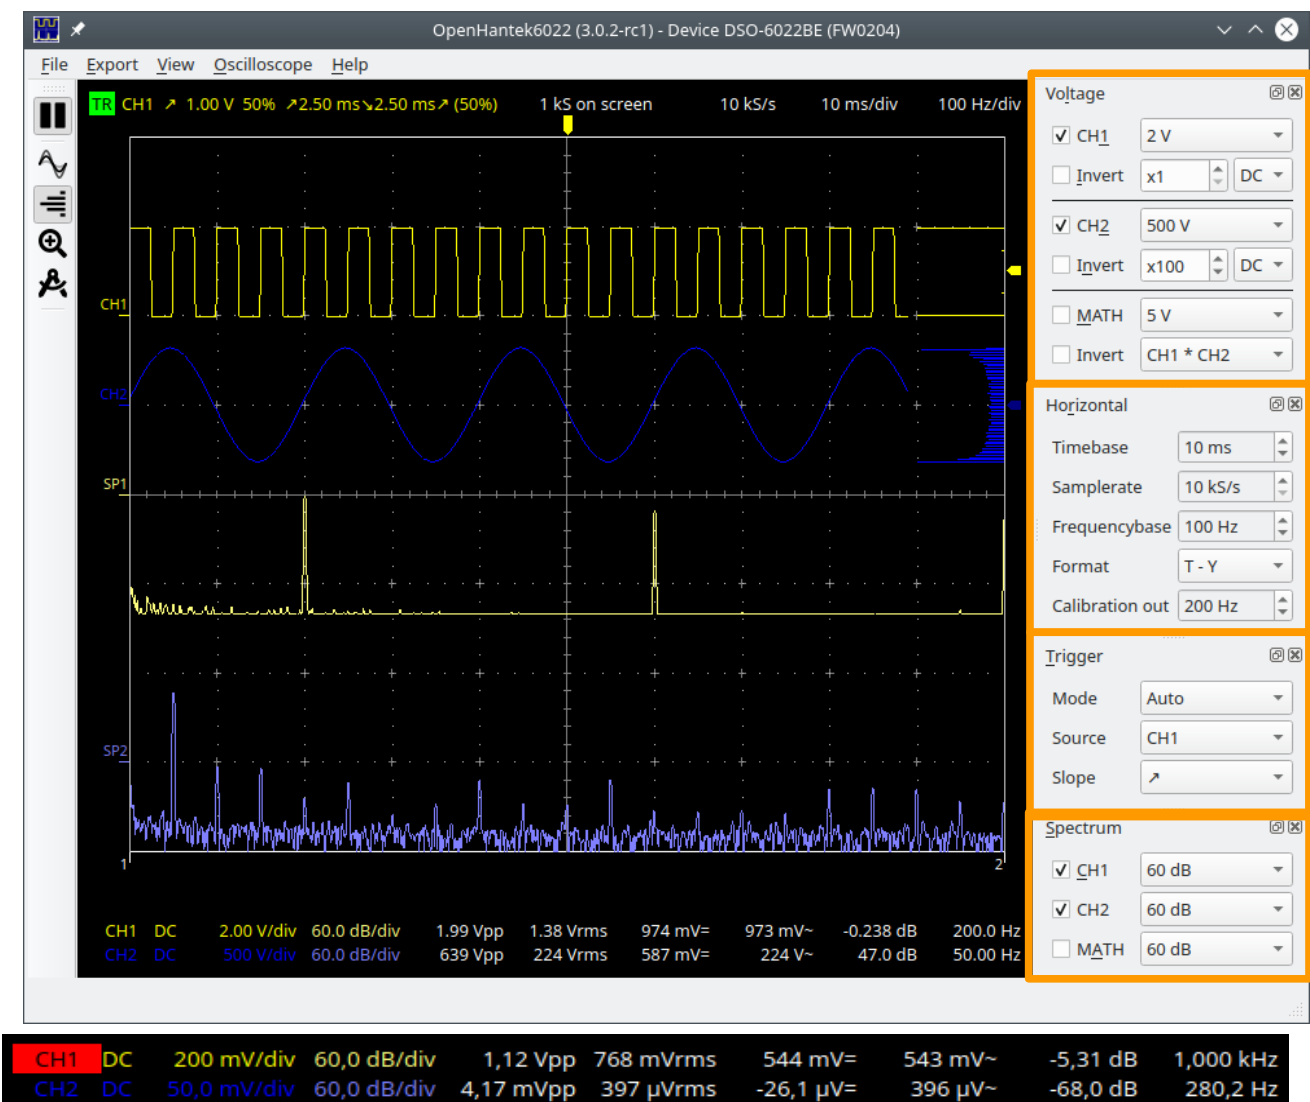 OpenHantek6022 (3.0.2-rc1) - Device DSO-6022BE (FW0204)
File Export View Oscilloscope Help
TR CH1 ↗ 1.00 V 50% ↗2.50 ms↘2.50 ms↗ (50%) 1 kS on screen 10 kS/s 10 ms/div 100 Hz/div
CH1
CH2
SP1
SP2
1 2
CH1 DC 2.00 V/div 60.0 dB/div 1.99 Vpp 1.38 Vrms 974 mV= 973 mV~ -0.238 dB 200.0 Hz
CH2 DC 500 V/div 60.0 dB/div 639 Vpp 224 Vrms 587 mV= 224 V~ 47.0 dB 50.00 Hz
Voltage
CH1 2 V
Invert x1 DC
CH2 500 V
Invert x100 DC
MATH 5 V
Invert CH1 * CH2
Horizontal
Timebase 10 ms
Samplerate 10 kS/s
Frequencybase 100 Hz
Format T - Y
Calibration out 200 Hz
Trigger
Mode Auto
Source CH1
Slope ↗
Spectrum
CH1 60 dB
CH2 60 dB
MATH 60 dB
CH1 DC 200 mV/div 60,0 dB/div 1,12 Vpp 768 mVrms 544 mV= 543 mV~ -5,31 dB 1,000 kHz
CH2 DC 50,0 mV/div 60,0 dB/div 4,17 mVpp 397 µVrms -26,1 µV= 396 µV~ -68,0 dB 280,2 Hz